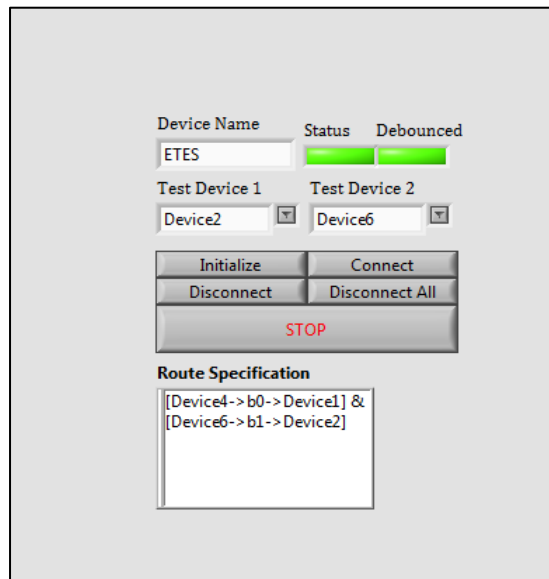 Device Name
Status Debounced
ETES
Test Device 1 Test Device 2
Device2 Device6
Initialize Connect
Disconnect Disconnect All
STOP
Route Specification
[Device4->b0->Device1] &
[Device6->b1->Device2]